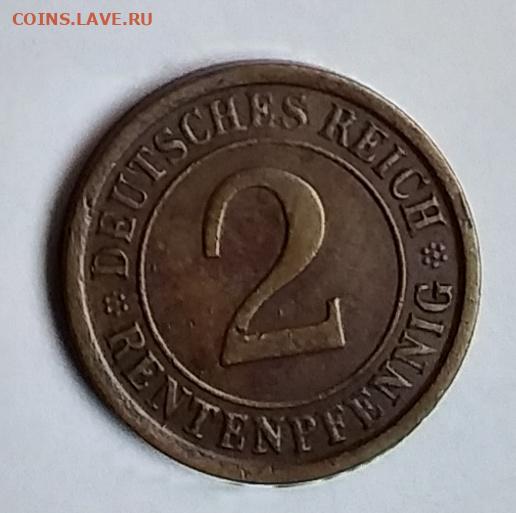 COINS.LAVE.RU
DEUTSCHES REICH
2
RENTENPFENNIG